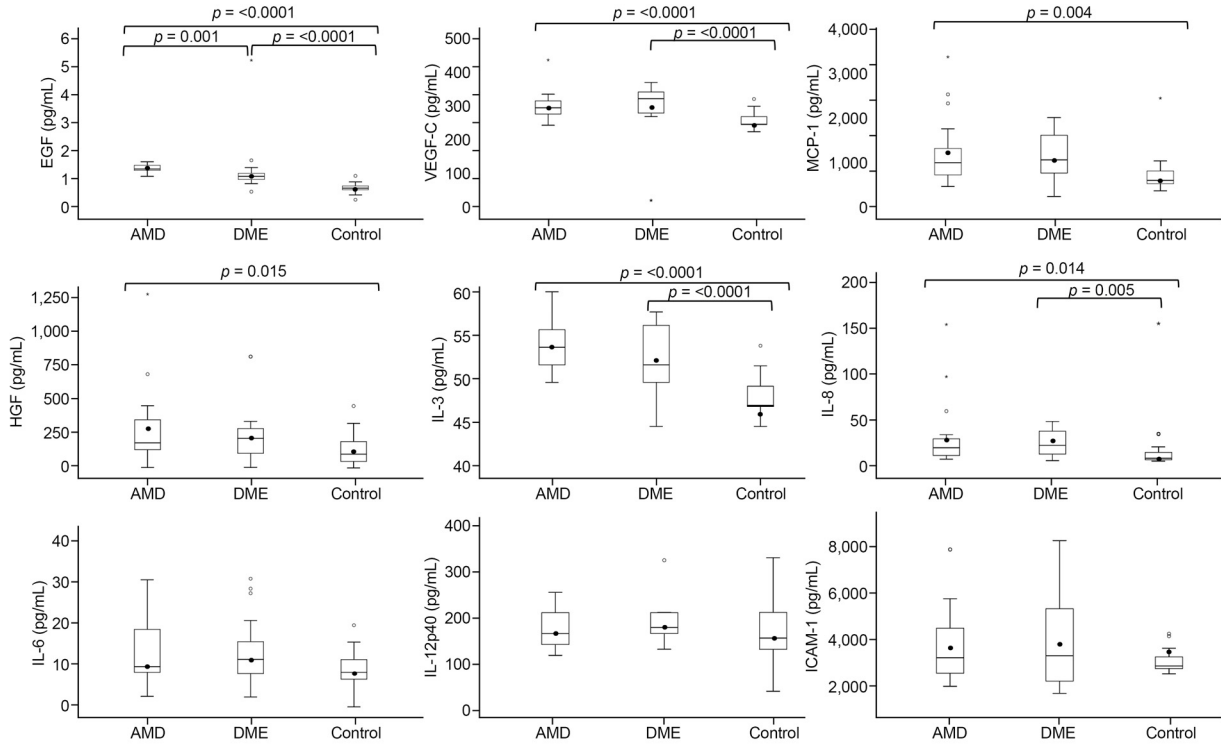 p = <0.0001
p = 0.001
p = <0.0001
6
5
4
3
2
1
0
EGF (pg/mL)
AMD
DME
Control
p = <0.0001
p = <0.0001
500
400
300
200
100
0
VEGF-C (pg/mL)
AMD
DME
Control
p = 0.004
4,000
3,000
2,000
1,000
0
MCP-1 (pg/mL)
AMD
DME
Control
p = 0.015
1,250
1,000
750
500
250
0
HGF (pg/mL)
AMD
DME
Control
p = <0.0001
p = <0.0001
60
55
50
45
40
IL-3 (pg/mL)
AMD
DME
Control
p = 0.014
p = 0.005
200
150
100
50
0
IL-8 (pg/mL)
AMD
DME
Control
40
30
20
10
0
IL-6 (pg/mL)
AMD
DME
Control
400
300
200
100
0
IL-12p40 (pg/mL)
AMD
DME
Control
8,000
6,000
4,000
2,000
ICAM-1 (pg/mL)
AMD
DME
Control